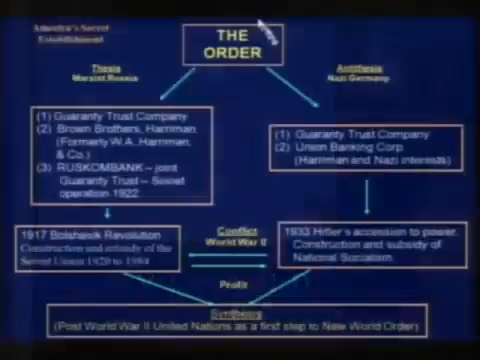 America's Secret
Establishment
THE
ORDER
Thesis
Marxist Russia
Antithesis
Nazi Germany
(1) Guaranty Trust Company
(2) Brown Brothers, Harriman
(Formerly W.A. Harriman
& Co.)
(3) RUSKOMBANK – joint
Guaranty Trust – Soviet
operation 1922
(1) Guaranty Trust Company
(2) Union Banking Corp
(Harriman and Nazi interests)
1917 Bolshevik Revolution
Construction and subsidy of the
Soviet Union 1920 to 1984
Conflict
World War II
1933 Hitler's accession to power.
Construction and subsidy of
National Socialism.
Profit
Synthesis
(Post World War II United Nations as a first step to New World Order)